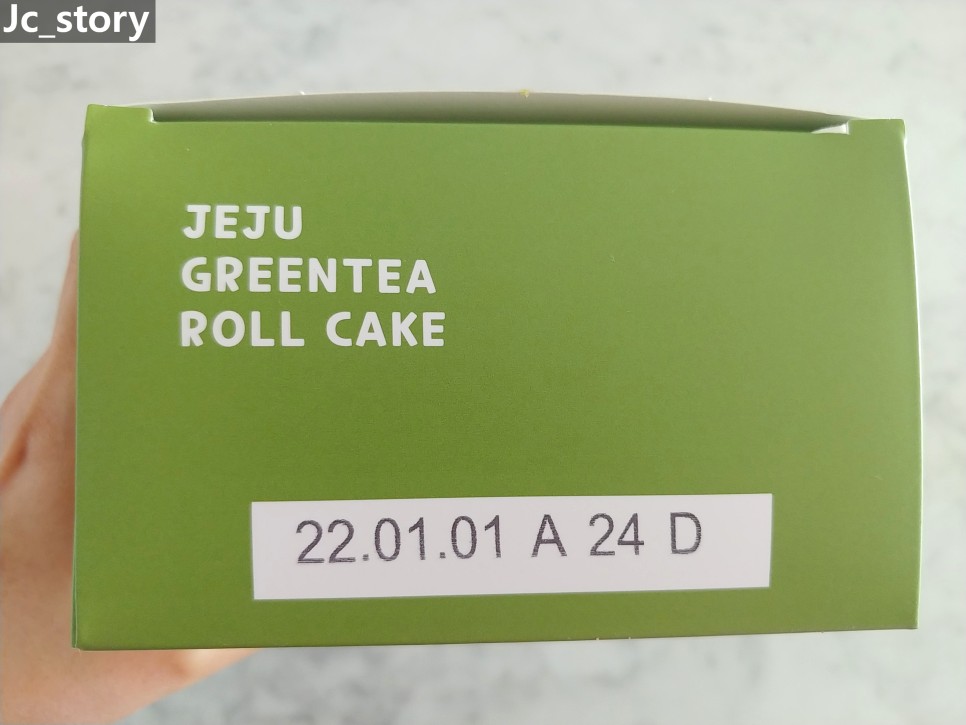 Jc_story
JEJU
GREENTEA
ROLL CAKE
22.01.01 A 24 D